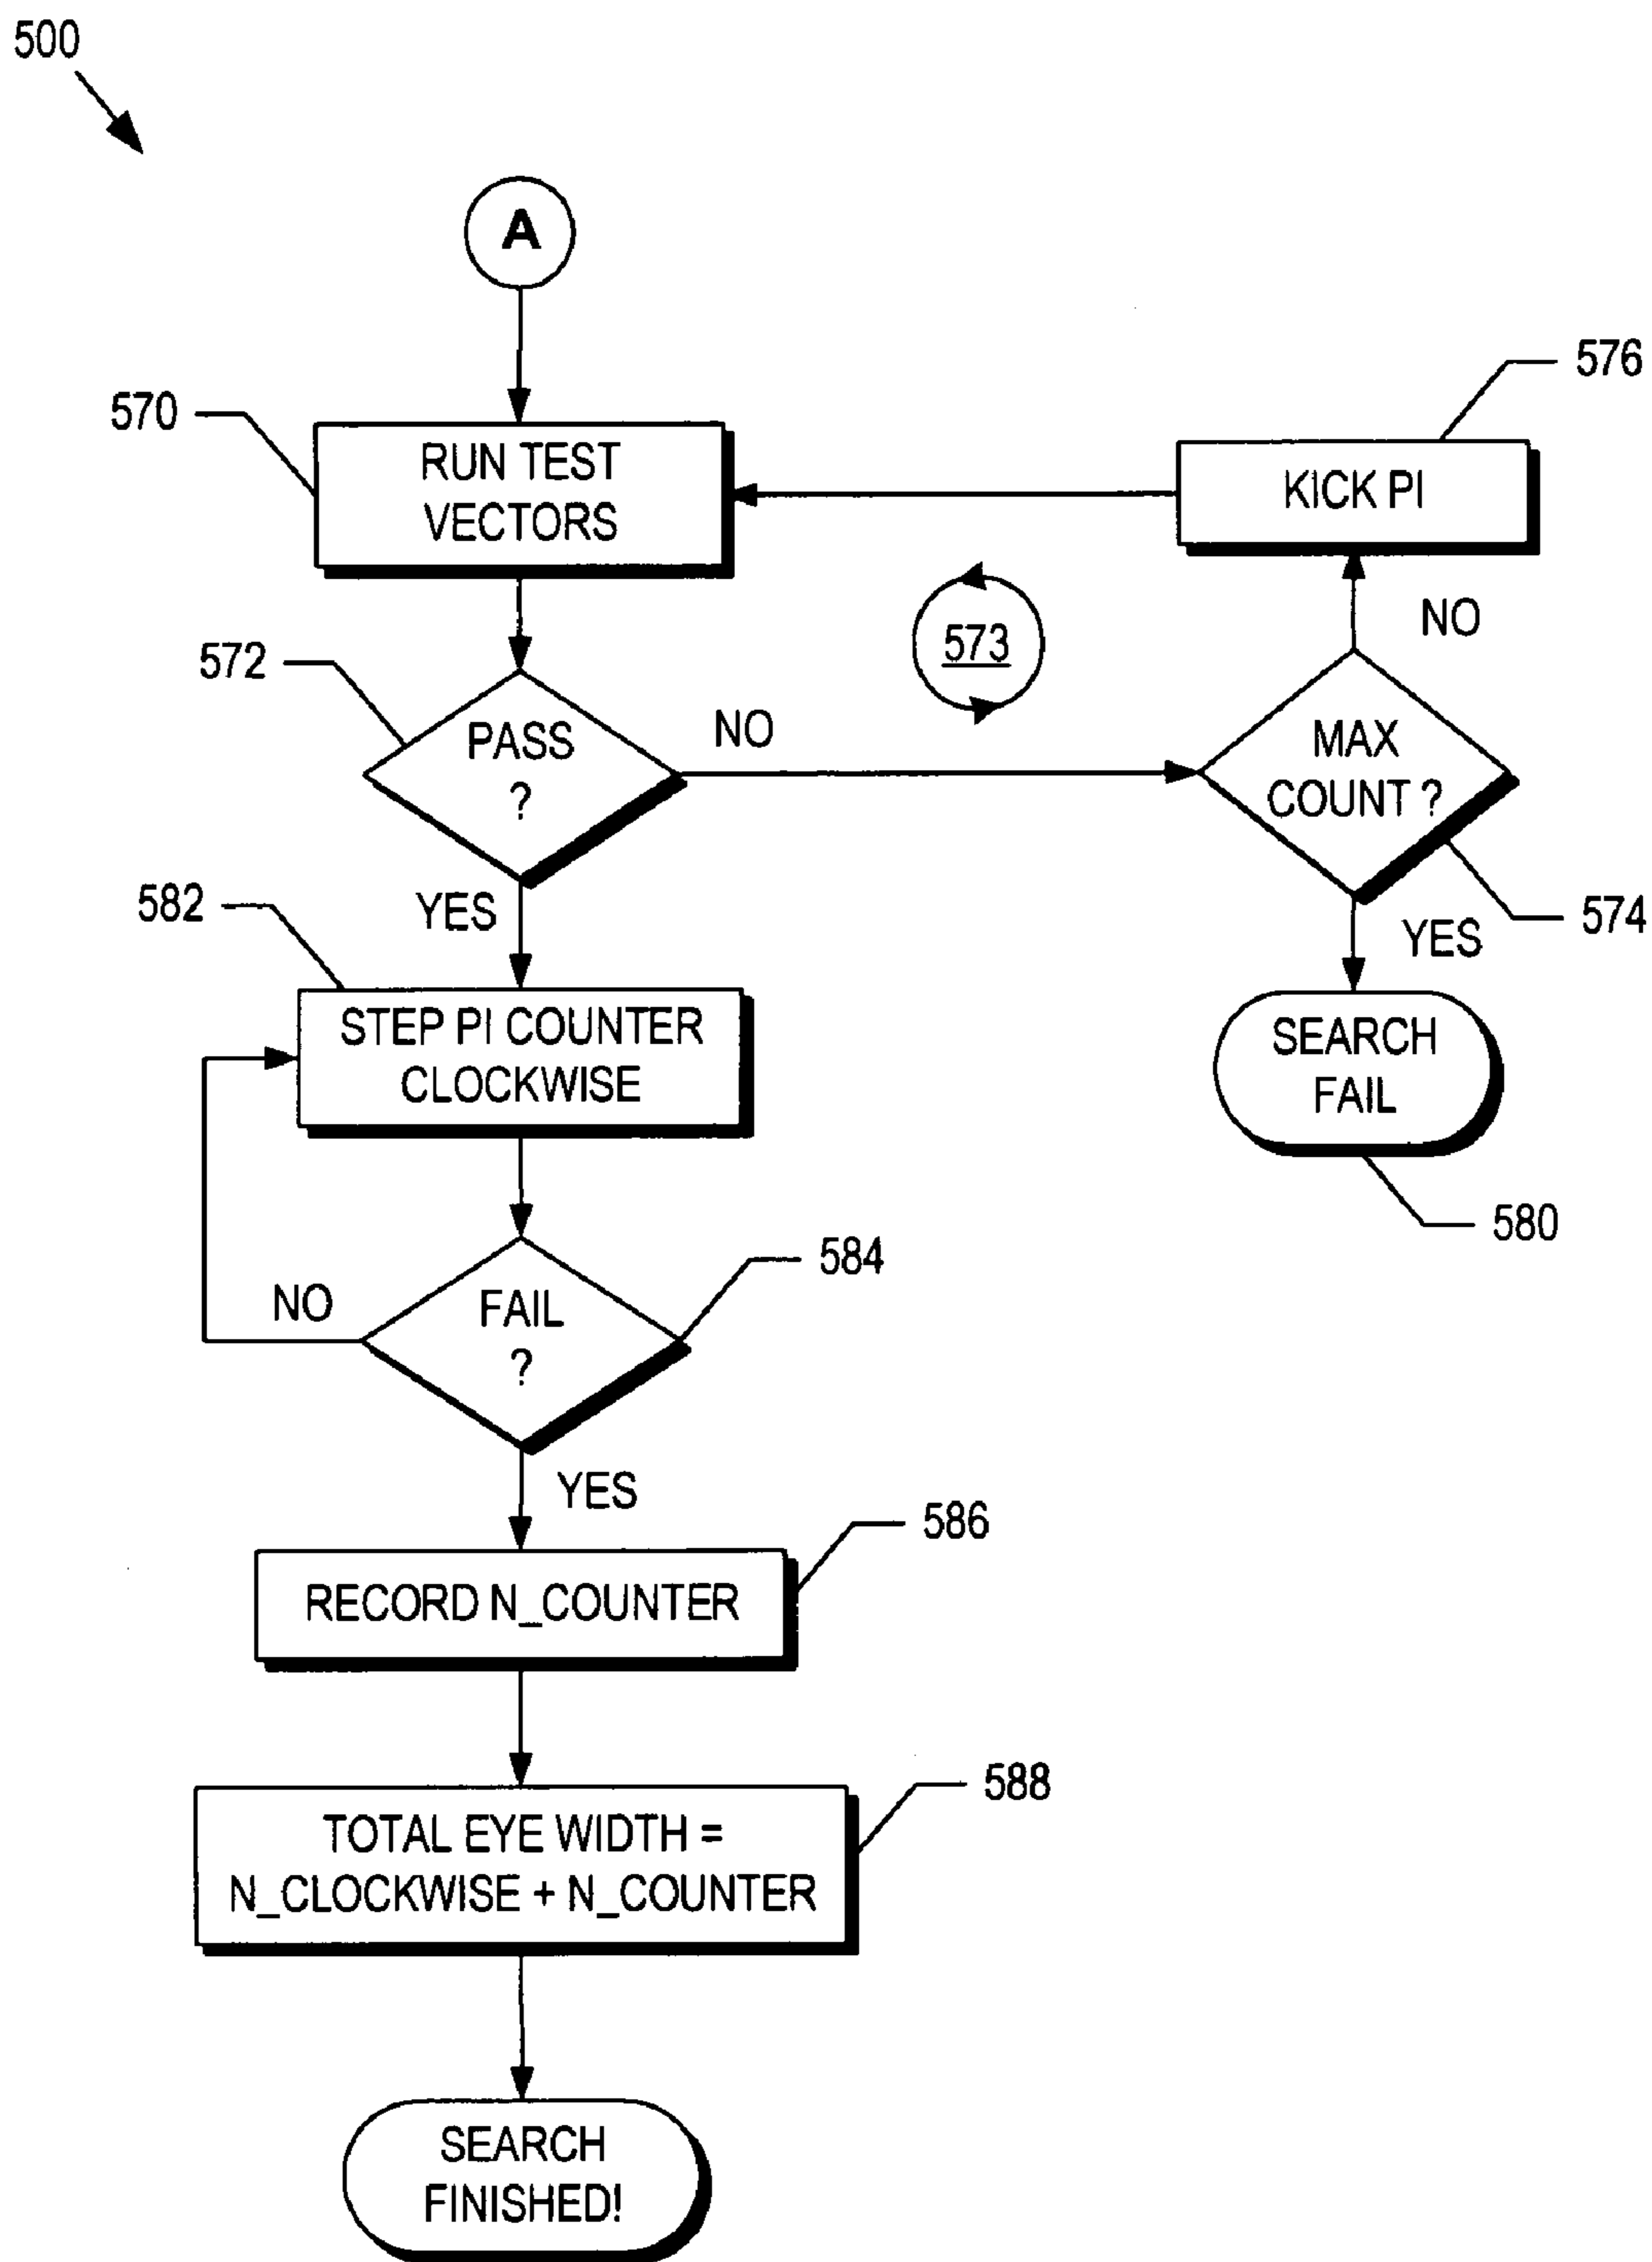 500
A
576
570
RUN TEST
VECTORS
KICK PI
573
NO
572
PASS
?
NO
MAX
COUNT ?
582
YES
574
YES
STEP PI COUNTER
CLOCKWISE
SEARCH
FAIL
580
584
NO
FAIL
?
YES
586
RECORD N_COUNTER
588
TOTAL EYE WIDTH =
N_CLOCKWISE + N_COUNTER
SEARCH
FINISHED!